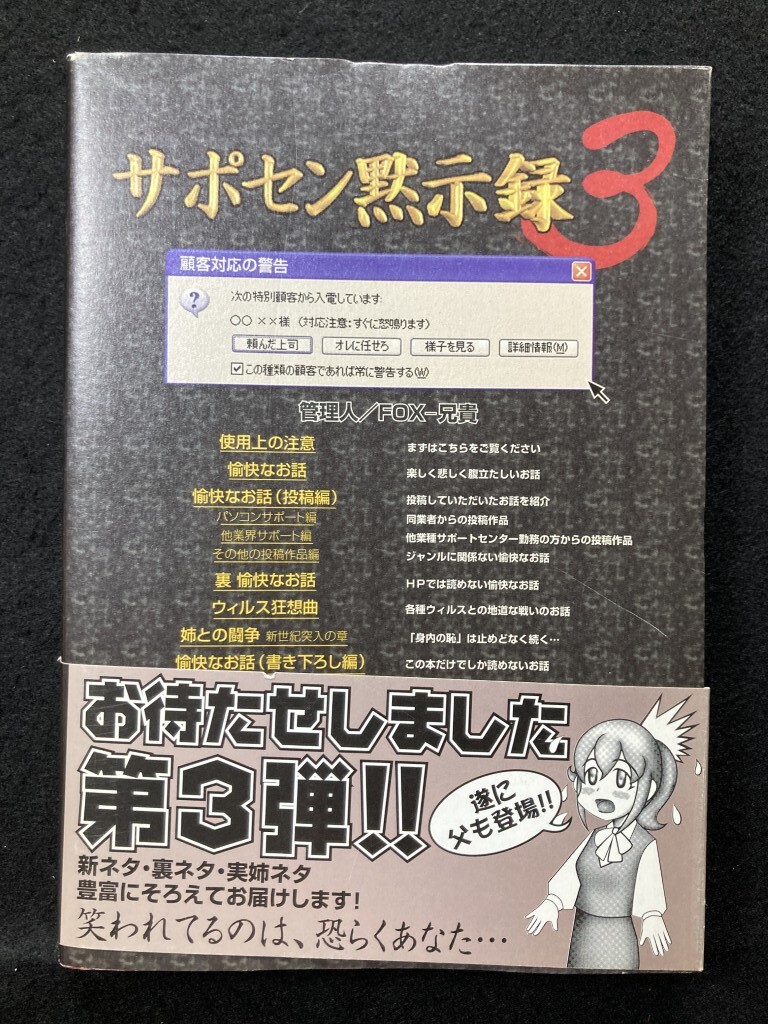 サポセン黙示録3
顧客対応の警告
?
次の特別顧客から入電しています:
○○ ××様 (対応注意:すぐに怒鳴ります)
頼んだ上司 オレに任せろ 様子を見る 詳細情報(M)
この種類の顧客であれば常に警告する(W)
管理人/FOX-兄貴
使用上の注意 まずはこちらをご覧ください
愉快なお話 楽しく悲しく腹立たしいお話
愉快なお話(投稿編) 投稿していただいたお話を紹介
パソコンサポート編 同業者からの投稿作品
他業界サポート編 他業種サポートセンター勤務の方からの投稿作品
その他の投稿作品編 ジャンルに関係ない愉快なお話
裏 愉快なお話 HPでは読めない愉快なお話
ウィルス狂想曲 各種ウィルスとの地道な戦いのお話
姉との闘争 新世紀突入の章 「身内の恥」は止めどなく続く…
愉快なお話(書き下ろし編) この本だけでしか読めないお話
お待たせしました
第3弾!!
遂に
父も登場!!
新ネタ・裏ネタ・実姉ネタ
豊富にそろえてお届けします!
笑われてるのは、恐らくあなた…